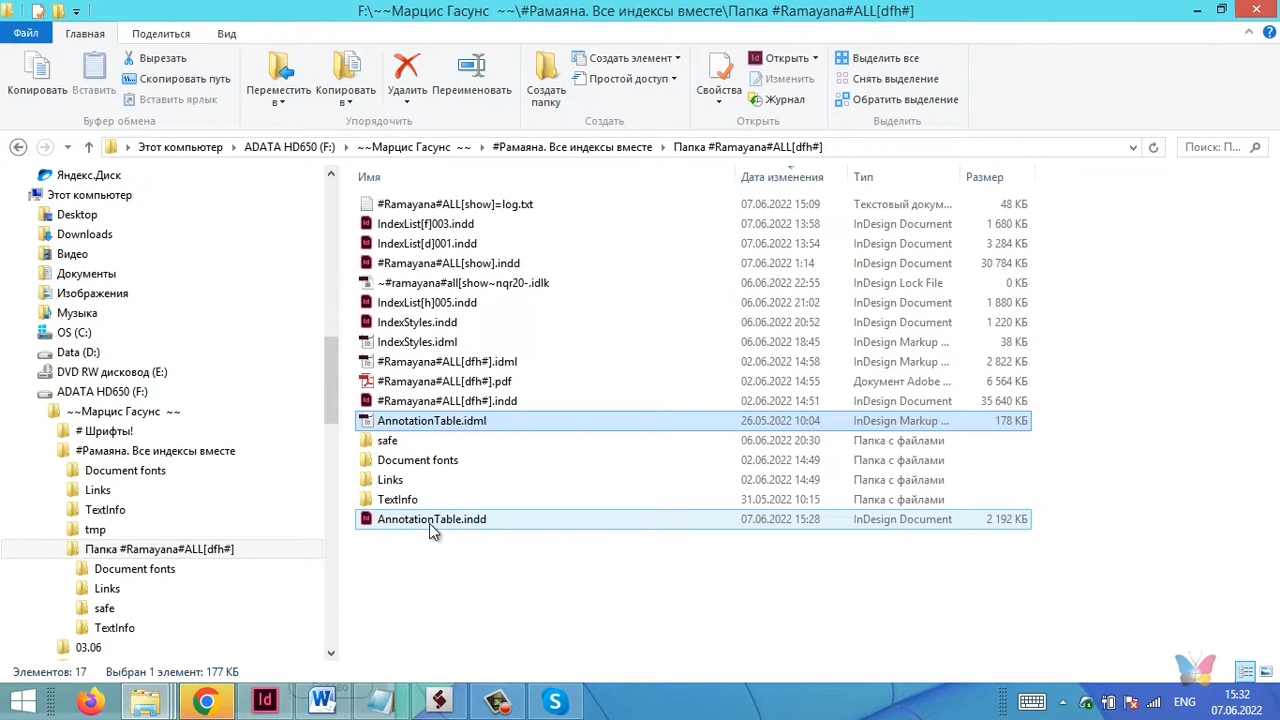 F:\~~Марцис Гасунс  ~~\#Рамаяна. Все индексы вместе\Папка #Ramayana#ALL[dfh#]
Файл Главная Поделиться Вид
Копировать Вставить Вырезать Скопировать путь Вставить ярлык
Переместить в Копировать в Удалить Переименовать
Создать папку Создать элемент Простой доступ
Свойства Открыть Изменить Журнал
Выделить все Снять выделение Обратить выделение
Буфер обмена Упорядочить Создать Открыть Выделить
Этот компьютер ADATA HD650 (F:) ~~Марцис Гасунс  ~~ #Рамаяна. Все индексы вместе Папка #Ramayana#ALL[dfh#] Поиск: П...
Яндекс.Диск
Этот компьютер
Desktop
Downloads
Видео
Документы
Изображения
Музыка
OS (C:)
Data (D:)
DVD RW дисковод (E:)
ADATA HD650 (F:)
~~Марцис Гасунс  ~~
# Шрифты!
#Рамаяна. Все индексы вместе
Document fonts
Links
TextInfo
tmp
Папка #Ramayana#ALL[dfh#]
Document fonts
Links
safe
TextInfo
03.06
Имя Дата изменения Тип Размер
#Ramayana#ALL[show]=log.txt 07.06.2022 15:09 Текстовый докум... 48 КБ
IndexList[f]003.indd 07.06.2022 13:58 InDesign Document 1 680 КБ
IndexList[d]001.indd 07.06.2022 13:54 InDesign Document 3 284 КБ
#Ramayana#ALL[show].indd 07.06.2022 1:14 InDesign Document 30 784 КБ
~#ramayana#all[show~nqr20-.idlk 06.06.2022 22:55 InDesign Lock File 0 КБ
IndexList[h]005.indd 06.06.2022 21:02 InDesign Document 1 880 КБ
IndexStyles.indd 06.06.2022 20:52 InDesign Document 1 220 КБ
IndexStyles.idml 06.06.2022 18:45 InDesign Markup ... 38 КБ
#Ramayana#ALL[dfh#].idml 02.06.2022 14:58 InDesign Markup ... 2 822 КБ
#Ramayana#ALL[dfh#].pdf 02.06.2022 14:55 Документ Adobe ... 6 564 КБ
#Ramayana#ALL[dfh#].indd 02.06.2022 14:51 InDesign Document 35 640 КБ
AnnotationTable.idml 26.05.2022 10:04 InDesign Markup ... 178 КБ
safe 06.06.2022 20:30 Папка с файлами
Document fonts 02.06.2022 14:49 Папка с файлами
Links 02.06.2022 14:49 Папка с файлами
TextInfo 31.05.2022 10:15 Папка с файлами
AnnotationTable.indd 07.06.2022 15:28 InDesign Document 2 192 КБ
Элементов: 17 Выбран 1 элемент: 177 КБ
ENG 15:32
07.06.2022